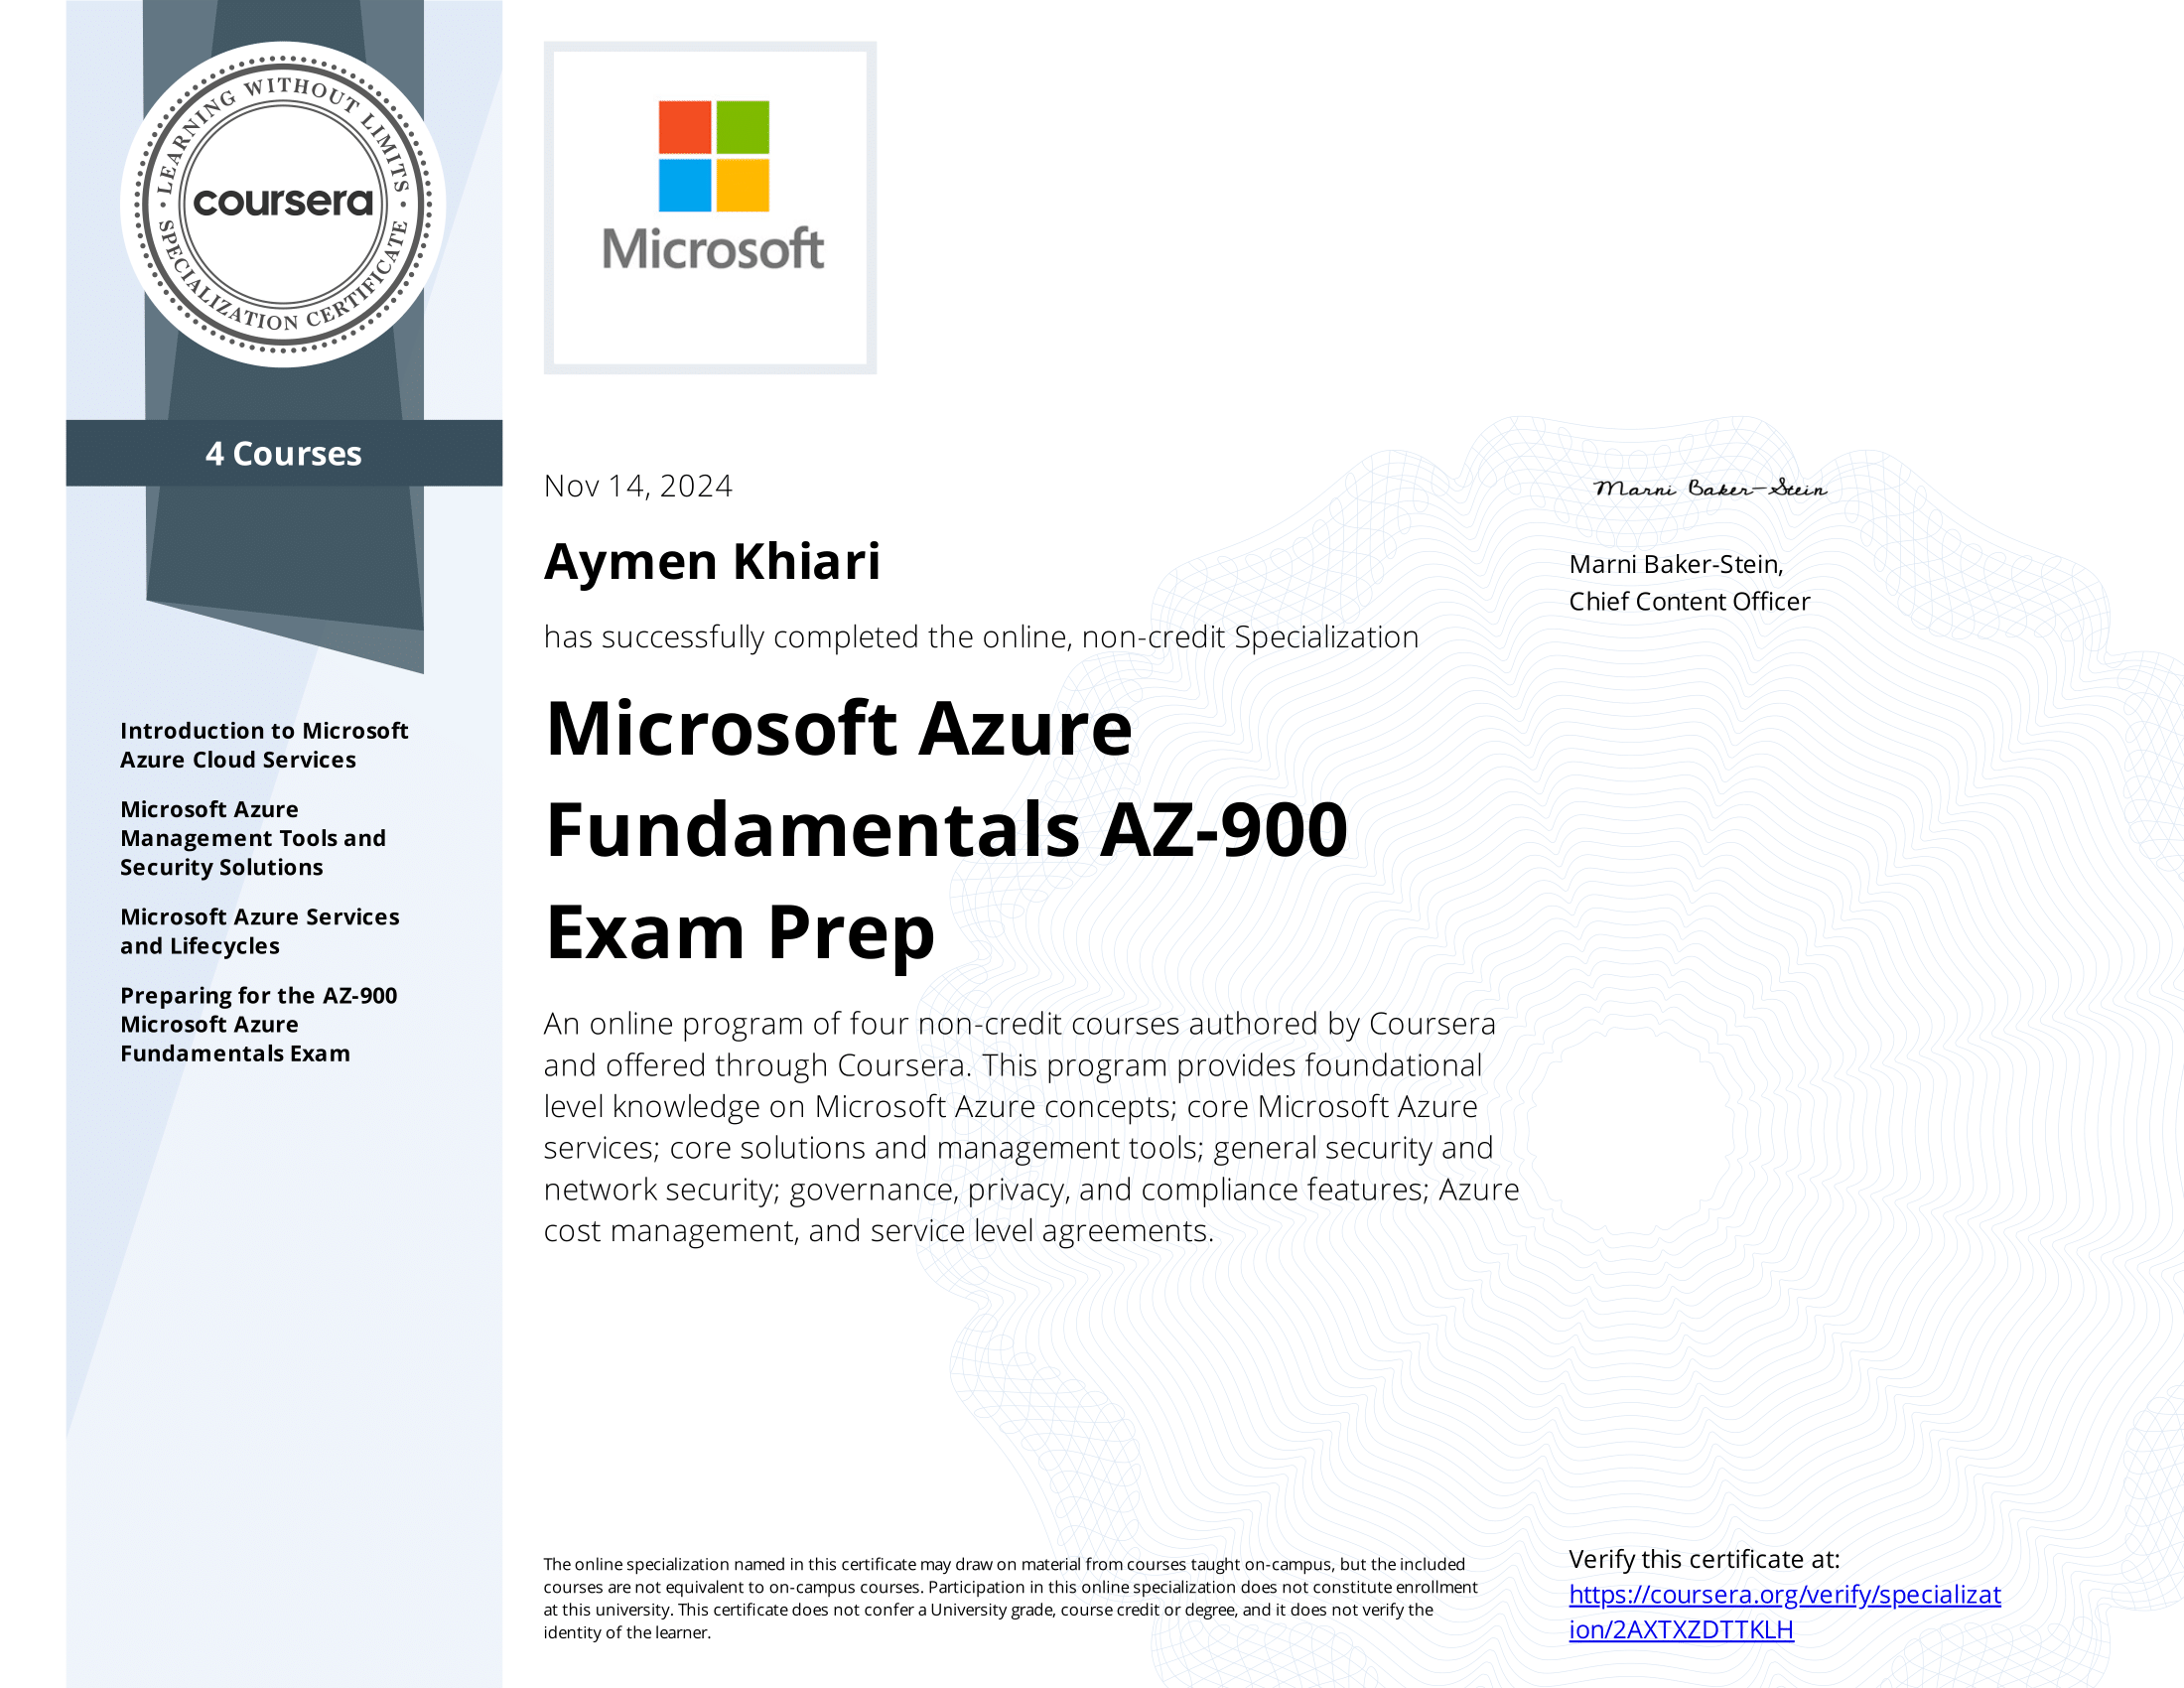 LEARNING WITHOUT LIMITS
coursera
SPECIALIZATION CERTIFICATE
4 Courses
Introduction to Microsoft
Azure Cloud Services
Microsoft Azure
Management Tools and
Security Solutions
Microsoft Azure Services
and Lifecycles
Preparing for the AZ-900
Microsoft Azure
Fundamentals Exam
Microsoft
Nov 14, 2024
Aymen Khiari
has successfully completed the online, non-credit Specialization
Microsoft Azure
Fundamentals AZ-900
Exam Prep
An online program of four non-credit courses authored by Coursera
and offered through Coursera. This program provides foundational
level knowledge on Microsoft Azure concepts; core Microsoft Azure
services; core solutions and management tools; general security and
network security; governance, privacy, and compliance features; Azure
cost management, and service level agreements.
Marni Baker-Stein
Marni Baker-Stein,
Chief Content Officer
The online specialization named in this certificate may draw on material from courses taught on-campus, but the included
courses are not equivalent to on-campus courses. Participation in this online specialization does not constitute enrollment
at this university. This certificate does not confer a University grade, course credit or degree, and it does not verify the
identity of the learner.
Verify this certificate at:
https://coursera.org/verify/specializat
ion/2AXTXZDTTKLH